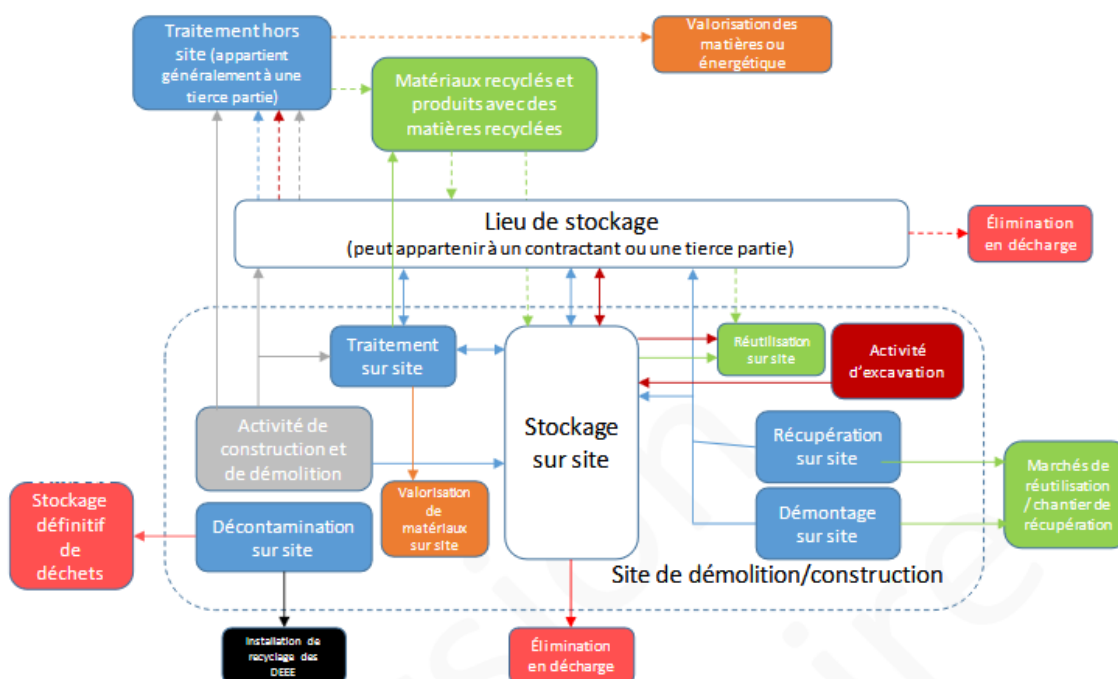 Traitement hors
site (appartient
généralement à une
tierce partie)
Valorisation des
matières ou
énergétique
Matériaux recyclés et
produits avec des
matières recyclées
Lieu de stockage
(peut appartenir à un contractant ou une tierce partie)
Élimination
en décharge
Traitement
sur site
Réutilisation
sur site
Activité
d'excavation
Stockage
sur site
Activité de
construction et
de démolition
Récupération
sur site
Marchés de
réutilisation
/ chantier de
récupération
Valorisation
de
matériaux
sur site
Stockage
définitif
de
déchets
Décontamination
sur site
Démontage
sur site
Site de démolition/construction
Installation de
recyclage des
DEEE
Élimination
en décharge